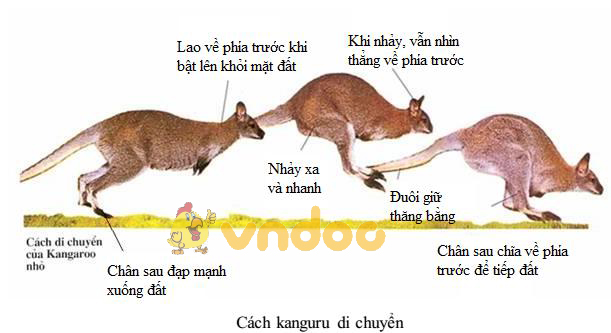 Lao về phía trước khi
bật lên khỏi mặt đất
Khi nhảy, vẫn nhìn
thẳng về phía trước
Nhảy xa
và nhanh
Đuôi giữ
thăng bằng
vndoc
Cách di chuyển
của Kangaroo
nhỏ
Chân sau đạp mạnh
xuống đất
Chân sau chĩa về phía
trước để tiếp đất
Cách kanguru di chuyển